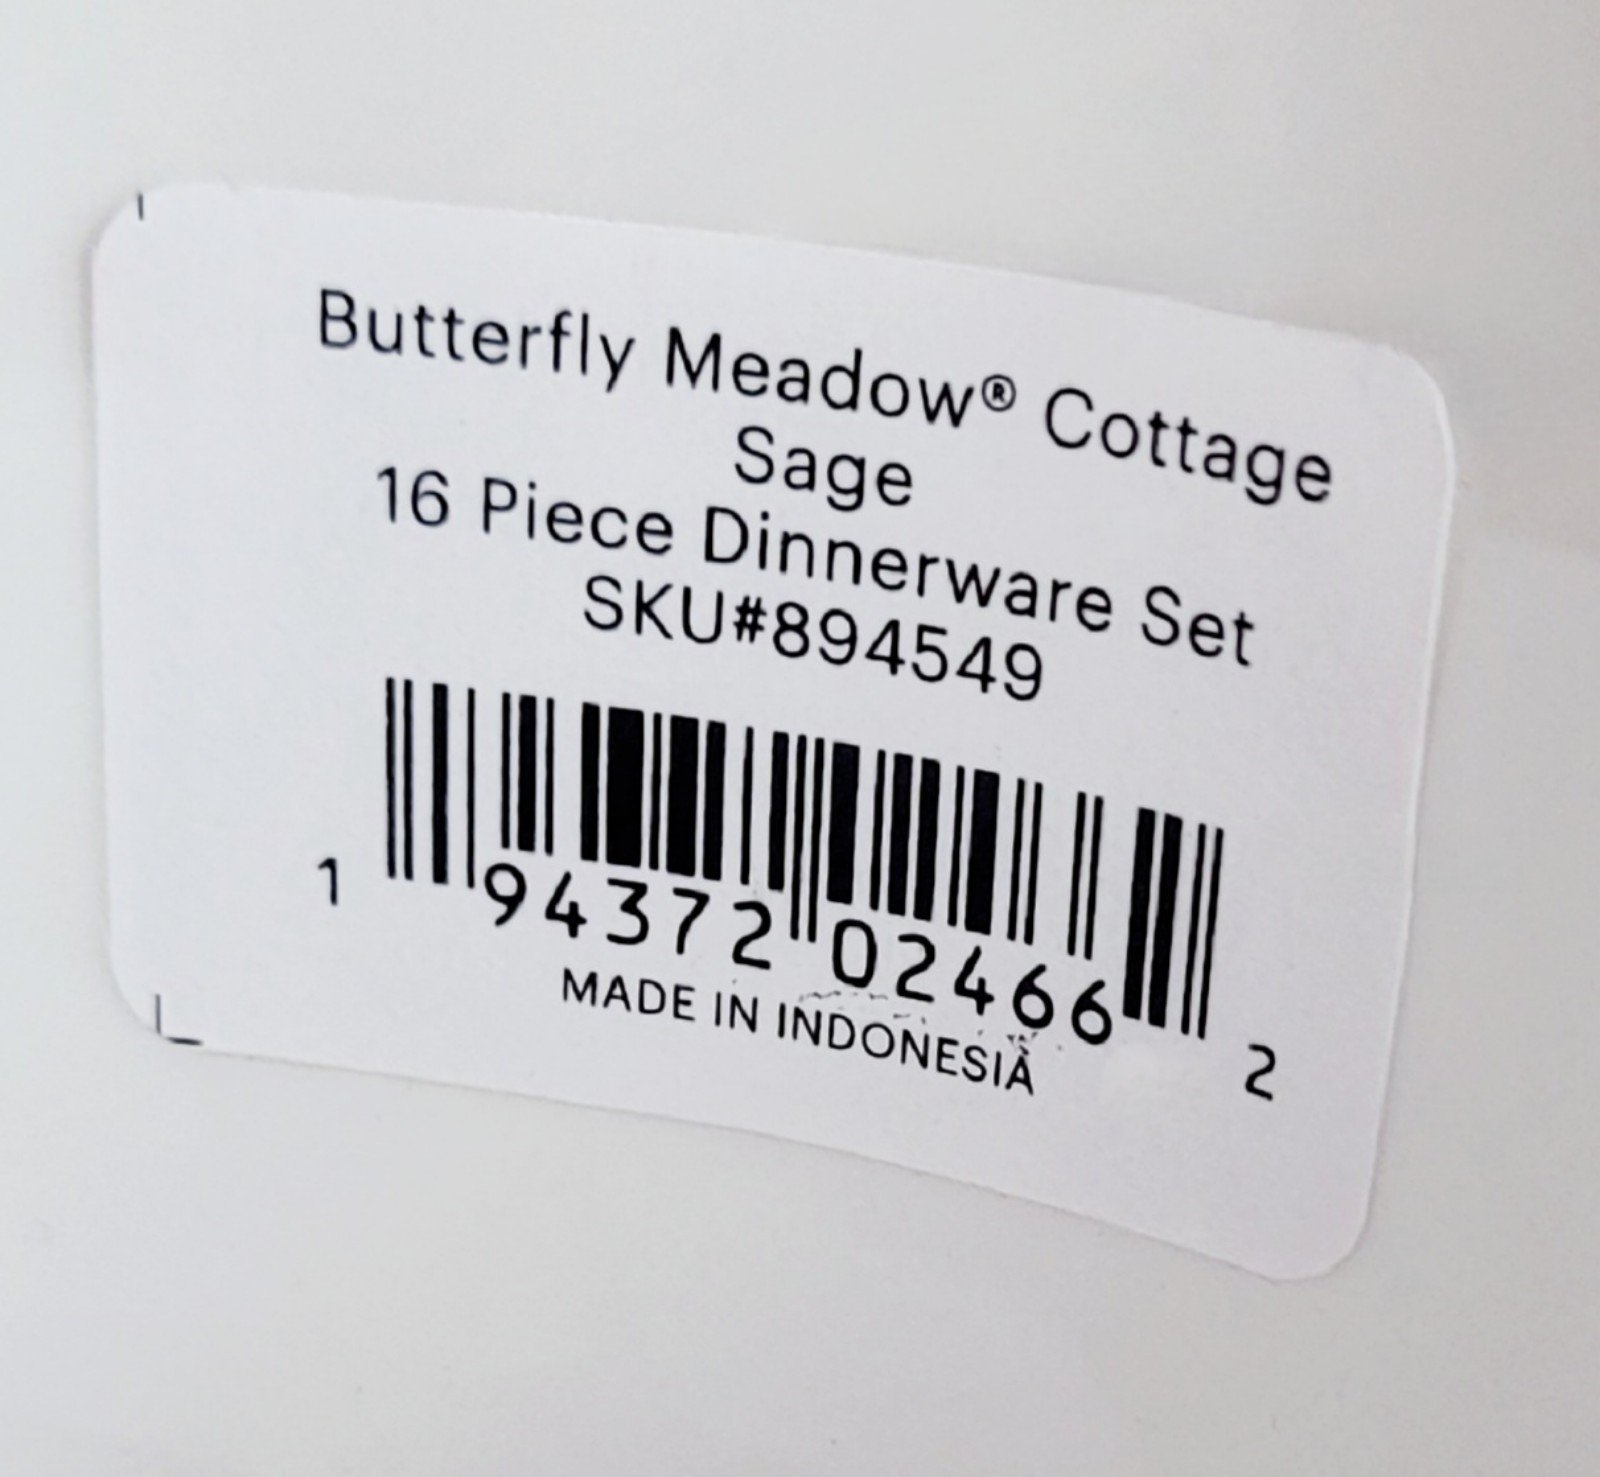 Butterfly Meadow® Cottage
Sage
16 Piece Dinnerware Set
SKU#894549
1 94372 02466 2
MADE IN INDONESIA